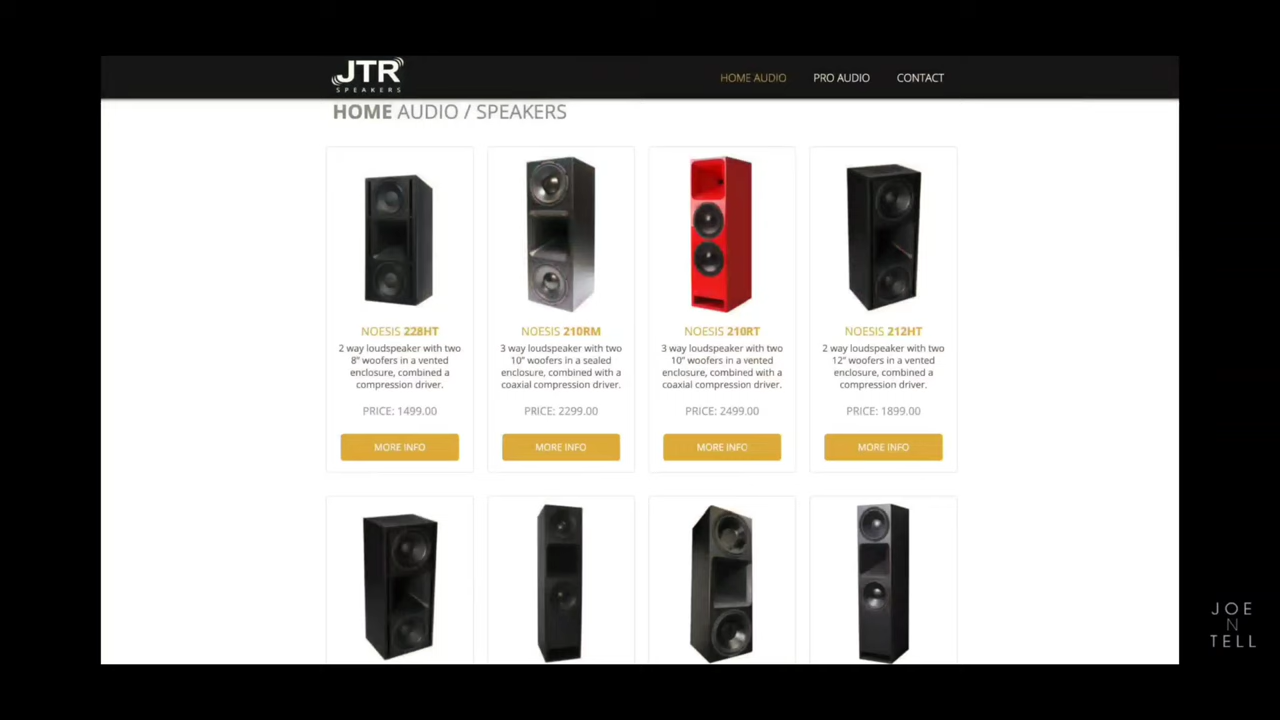 JTR
SPEAKERS
HOME AUDIO
PRO AUDIO
CONTACT
HOME AUDIO / SPEAKERS
NOESIS 228HT
2 way loudspeaker with two
8" woofers in a vented
enclosure, combined a
compression driver.
PRICE: 1499.00
MORE INFO
NOESIS 210RM
3 way loudspeaker with two
10" woofers in a sealed
enclosure, combined with a
coaxial compression driver.
PRICE: 2299.00
MORE INFO
NOESIS 210RT
3 way loudspeaker with two
10" woofers in a vented
enclosure, combined with a
coaxial compression driver.
PRICE: 2499.00
MORE INFO
NOESIS 212HT
2 way loudspeaker with two
12" woofers in a vented
enclosure, combined with a
compression driver.
PRICE: 1899.00
MORE INFO
JOE
N
TELL